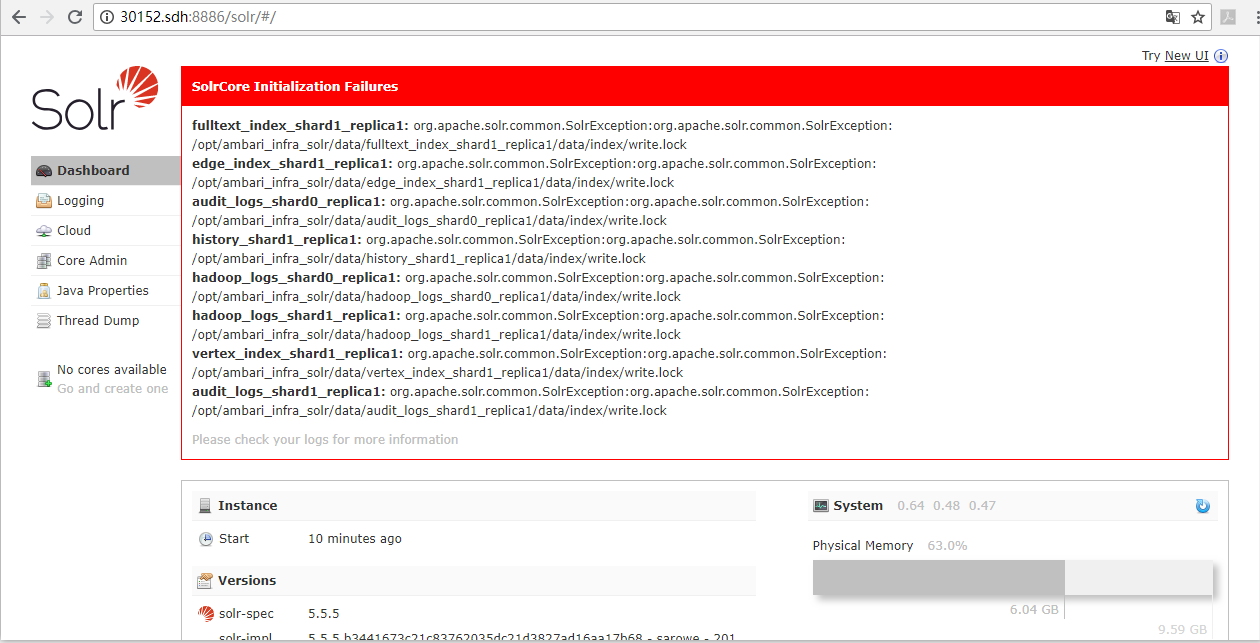 30152.sdh:8886/solr/#/
Try New UI
Solr
SolrCore Initialization Failures
fulltext_index_shard1_replica1: org.apache.solr.common.SolrException:org.apache.solr.common.SolrException:
/opt/ambari_infra_solr/data/fulltext_index_shard1_replica1/data/index/write.lock
edge_index_shard1_replica1: org.apache.solr.common.SolrException:org.apache.solr.common.SolrException:
/opt/ambari_infra_solr/data/edge_index_shard1_replica1/data/index/write.lock
audit_logs_shard0_replica1: org.apache.solr.common.SolrException:org.apache.solr.common.SolrException:
/opt/ambari_infra_solr/data/audit_logs_shard0_replica1/data/index/write.lock
history_shard1_replica1: org.apache.solr.common.SolrException:org.apache.solr.common.SolrException:
/opt/ambari_infra_solr/data/history_shard1_replica1/data/index/write.lock
hadoop_logs_shard0_replica1: org.apache.solr.common.SolrException:org.apache.solr.common.SolrException:
/opt/ambari_infra_solr/data/hadoop_logs_shard0_replica1/data/index/write.lock
hadoop_logs_shard1_replica1: org.apache.solr.common.SolrException:org.apache.solr.common.SolrException:
/opt/ambari_infra_solr/data/hadoop_logs_shard1_replica1/data/index/write.lock
vertex_index_shard1_replica1: org.apache.solr.common.SolrException:org.apache.solr.common.SolrException:
/opt/ambari_infra_solr/data/vertex_index_shard1_replica1/data/index/write.lock
audit_logs_shard1_replica1: org.apache.solr.common.SolrException:org.apache.solr.common.SolrException:
/opt/ambari_infra_solr/data/audit_logs_shard1_replica1/data/index/write.lock
Please check your logs for more information
Dashboard
Logging
Cloud
Core Admin
Java Properties
Thread Dump
No cores available
Go and create one
Instance
Start 10 minutes ago
Versions
solr-spec 5.5.5
solr-impl 5.5.5 b3441673c21c83762035dc21d3827ad16aa17b68 - sarowe - 201
System 0.64 0.48 0.47
Physical Memory 63.0%
6.04 GB
9.59 GB